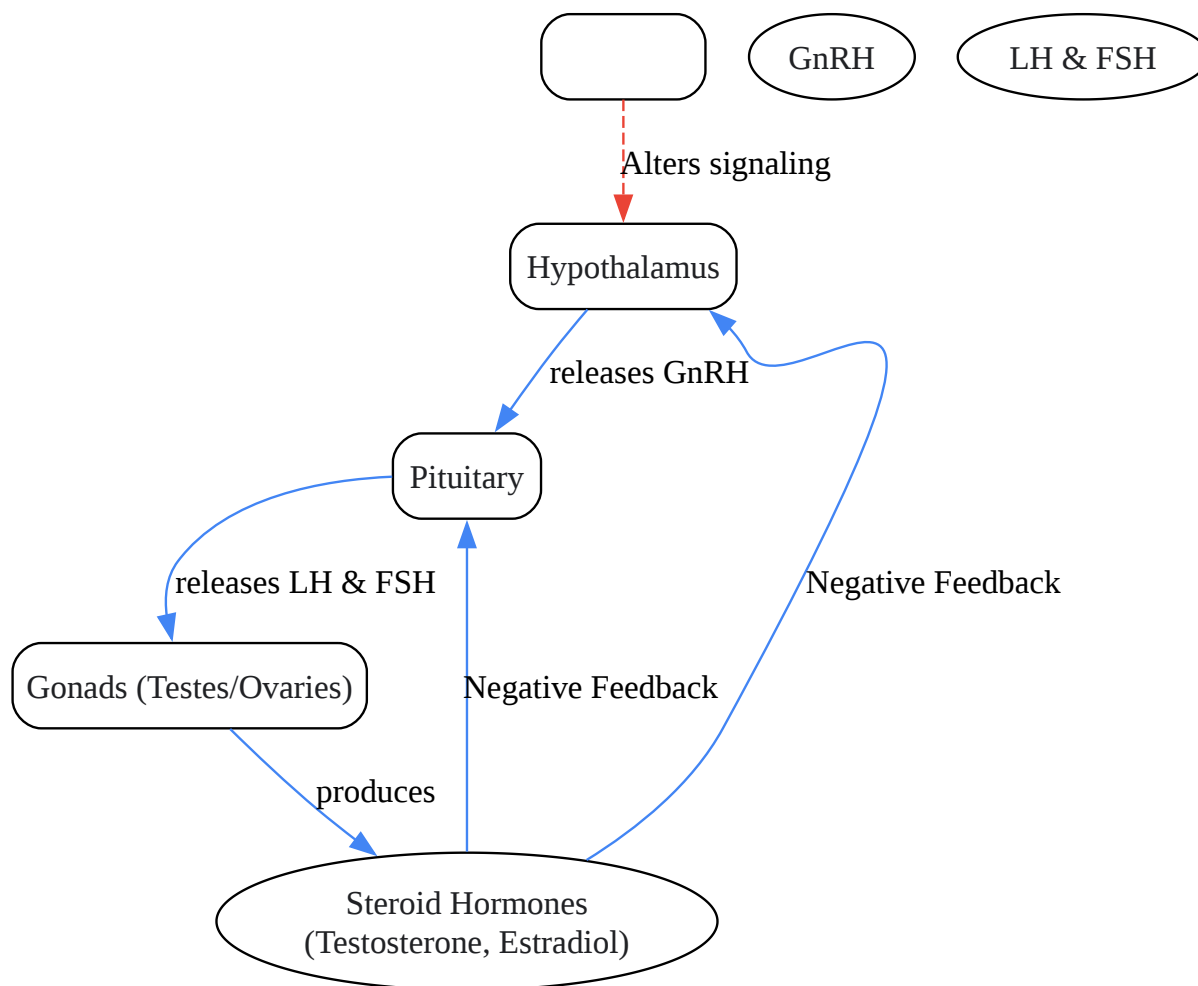 GnRH
LH & FSH
Alters signaling
Hypothalamus
releases GnRH
Pituitary
releases LH & FSH
Negative Feedback
Gonads (Testes/Ovaries)
Negative Feedback
produces
Steroid Hormones
(Testosterone, Estradiol)